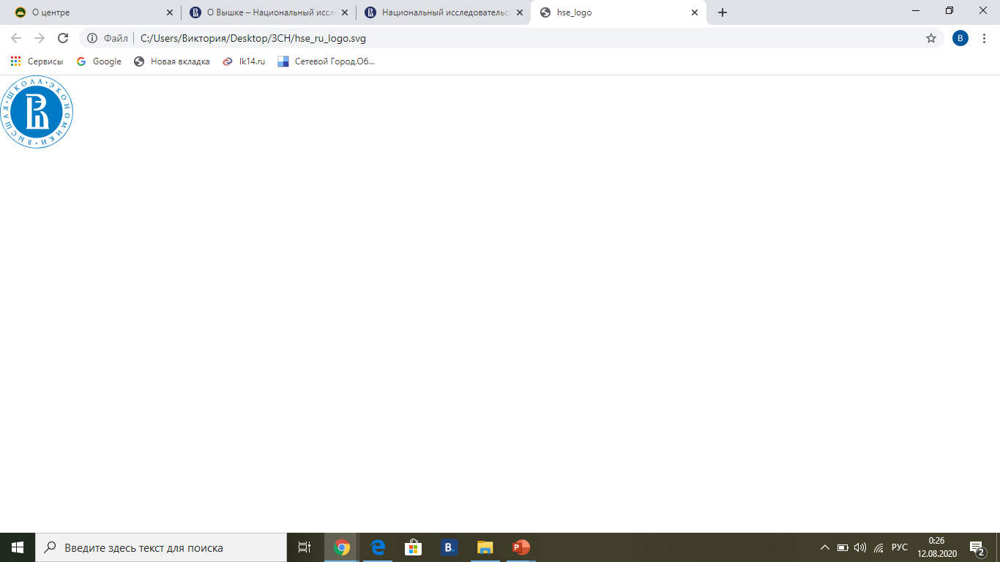 О центре
О Вышке – Национальный иссл
Национальный исследовательс
hse_logo
Файл
C:/Users/Виктория/Desktop/ЗСН/hse_ru_logo.svg
В
Сервисы
Google
Новая вкладка
lk14.ru
Сетевой Город.Об...
ВЫСШАЯ · ШКОЛА · ЭКОНОМИКИ ·
Введите здесь текст для поиска
B.
P
РУС
0:26
12.08.2020
2